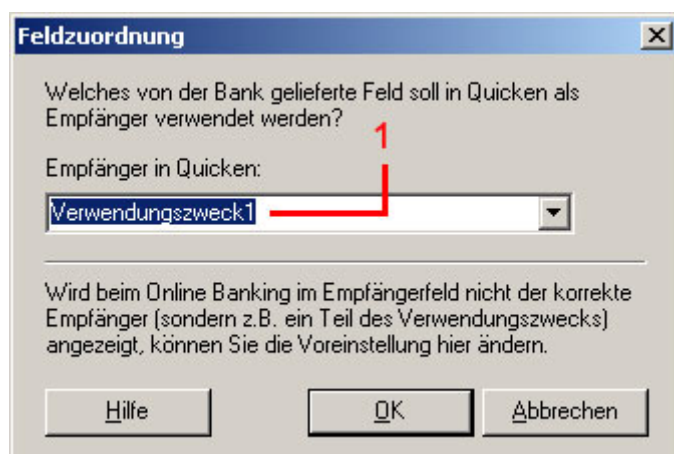 Feldzuordnung
Welches von der Bank gelieferte Feld soll in Quicken als
Empfänger verwendet werden?
1
Empfänger in Quicken:
Verwendungszweck1
Wird beim Online Banking im Empfängerfeld nicht der korrekte
Empfänger (sondern z.B. ein Teil des Verwendungszwecks)
angezeigt, können Sie die Voreinstellung hier ändern.
Hilfe OK Abbrechen